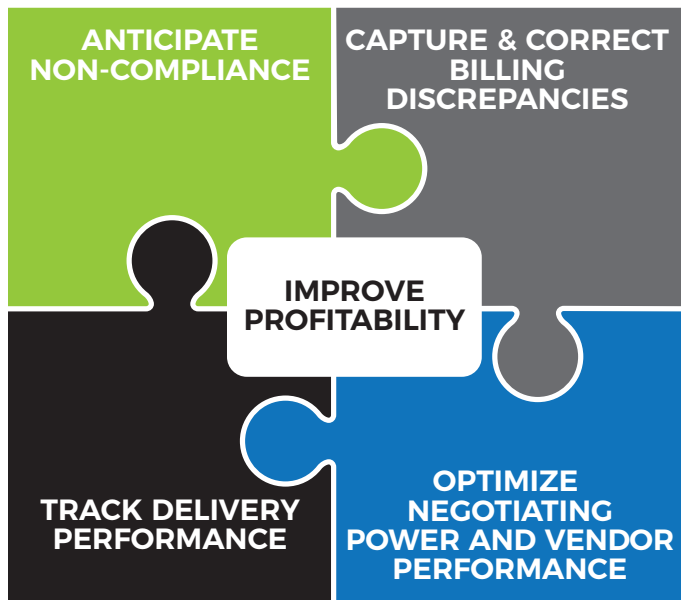 ANTICIPATE
NON-COMPLIANCE
CAPTURE & CORRECT
BILLING
DISCREPANCIES
IMPROVE
PROFITABILITY
TRACK DELIVERY
PERFORMANCE
OPTIMIZE
NEGOTIATING
POWER AND VENDOR
PERFORMANCE